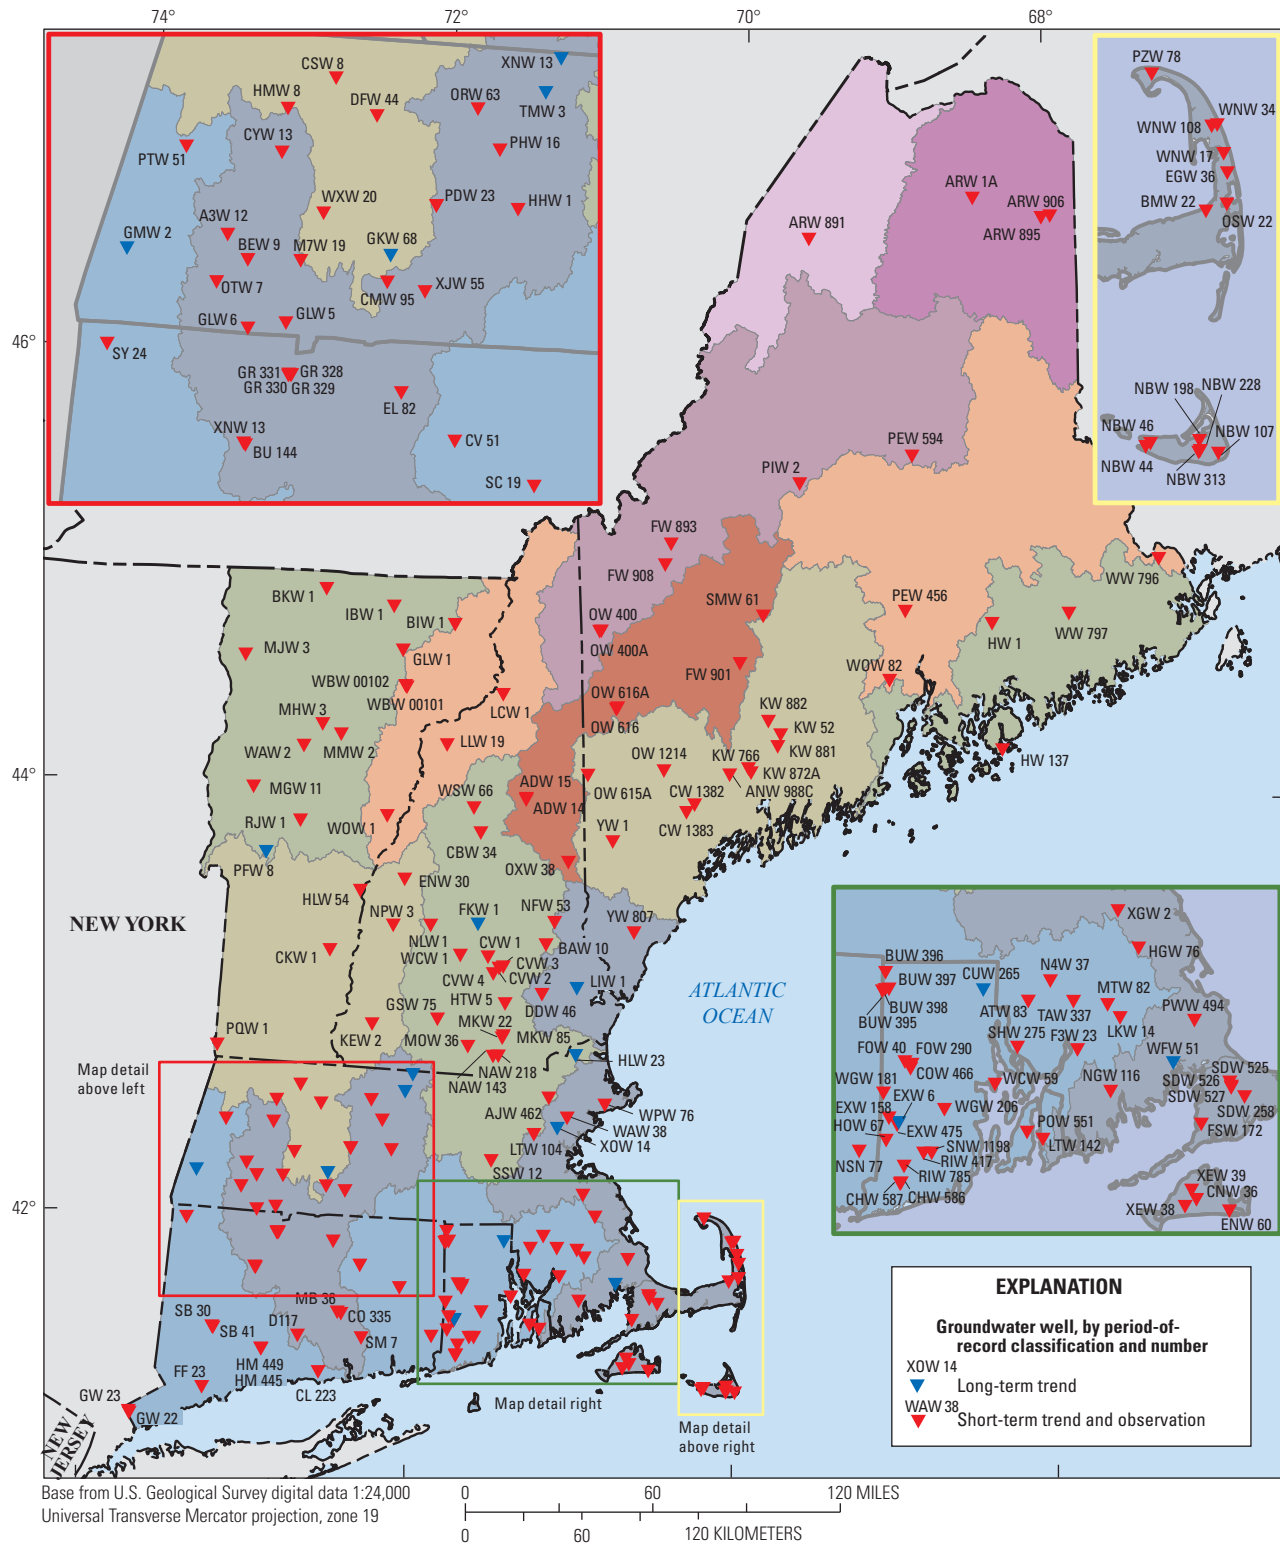 74°
72°
70°
68°
46°
44°
42°
CSW 8
XNW 13
HMW 8
DFW 44
ORW 63
TMW 3
CYW 13
PTW 51
PHW 16
WXW 20
PDW 23
HHW 1
A3W 12
GMW 2
BEW 9
M7W 19
GKW 68
OTW 7
CMW 95
XJW 55
GLW 6
GLW 5
SY 24
GR 331
GR 328
GR 330
GR 329
EL 82
XNW 13
BU 144
CV 51
SC 19
PZW 78
WNW 34
WNW 108
WNW 17
EGW 36
BMW 22
OSW 22
NBW 198
NBW 228
NBW 46
NBW 107
NBW 44
NBW 313
ARW 1A
ARW 906
ARW 891
ARW 895
PEW 594
PIW 2
FW 893
FW 908
SMW 61
WW 796
PEW 456
OW 400
OW 400A
HW 1
WW 797
BKW 1
IBW 1
BIW 1
MJW 3
GLW 1
FW 901
WOW 82
WBW 00102
WBW 00101
LCW 1
OW 616A
OW 616
KW 882
KW 52
MHW 3
WAW 2
MMW 2
LLW 19
KW 881
HW 137
OW 1214
KW 766
KW 872A
ANW 988C
MGW 11
ADW 15
ADW 14
OW 615A
CW 1382
CW 1383
RJW 1
WOW 1
WSW 66
YW 1
CBW 34
PFW 8
OXW 38
HLW 54
ENW 30
NEW YORK
NPW 3
FKW 1
NFW 53
YW 807
CKW 1
NLW 1
WCW 1
CVW 1
BAW 10
CVW 3
CVW 2
CVW 4
LIW 1
GSW 75
HTW 5
DDW 46
ATLANTIC
OCEAN
PQW 1
KEW 2
MKW 22
MOW 36
MKW 85
Map detail
above left
NAW 218
NAW 143
HLW 23
AJW 462
WPW 76
WAW 38
LTW 104
XOW 14
SSW 12
XGW 2
HGW 76
BUW 396
BUW 397
CUW 265
N4W 37
MTW 82
BUW 398
ATW 83
TAW 337
PWW 494
BUW 395
SHW 275
F3W 23
LKW 14
FOW 40
FOW 290
WFW 51
COW 466
SDW 525
SDW 526
WGW 181
WCW 59
NGW 116
SDW 527
EXW 6
SDW 258
EXW 158
WGW 206
HOW 67
EXW 475
POW 551
FSW 172
SNW 1198
LTW 142
NSN 77
RIW 417
RIW 785
XEW 39
CHW 587
CHW 586
CNW 36
XEW 38
ENW 60
MB 36
SB 30
CO 335
SB 41
D117
SM 7
HM 449
HM 445
FF 23
CL 223
GW 23
GW 22
NEW
JERSEY
Map detail right
Map detail
above right
EXPLANATION
Groundwater well, by period-of-
record classification and number
XOW 14
Long-term trend
WAW 38
Short-term trend and observation
Base from U.S. Geological Survey digital data 1:24,000
Universal Transverse Mercator projection, zone 19
0 60 120 MILES
0 60 120 KILOMETERS